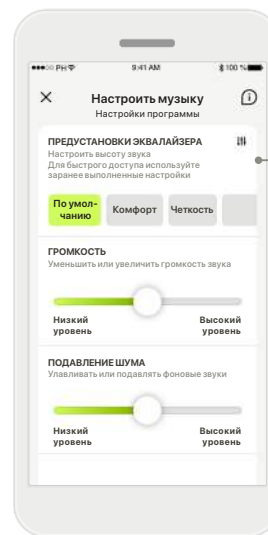 ●●●○○ PH 9:41 AM 100 %
Настроить музыку
Настройки программы
ПРЕДУСТАНОВКИ ЭКВАЛАЙЗЕРА
Настроить высоту звука
Для быстрого доступа используйте
заранее выполненные настройки
По умол-
чанию
Комфорт
Четкость
ГРОМКОСТЬ
Уменьшить или увеличить громкость звука
Низкий
уровень
Высокий
уровень
ПОДАВЛЕНИЕ ШУМА
Улавливать или подавлять фоновые звуки
Низкий
уровень
Высокий
уровень